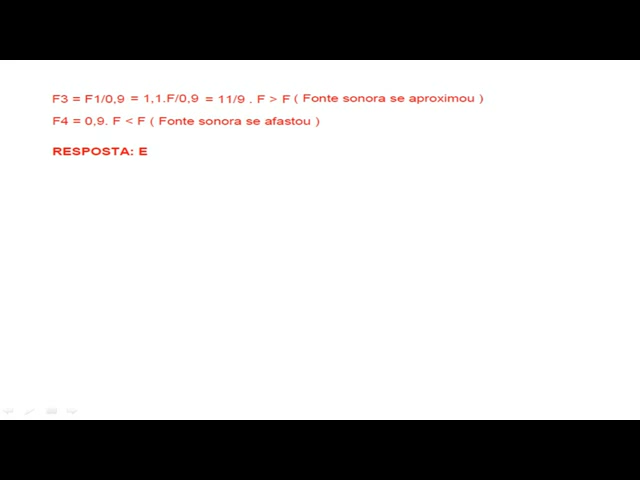 F3 = F1/0,9 = 1,1.F/0,9 = 11/9 . F > F ( Fonte sonora se aproximou )
F4 = 0,9. F < F ( Fonte sonora se afastou )
RESPOSTA: E